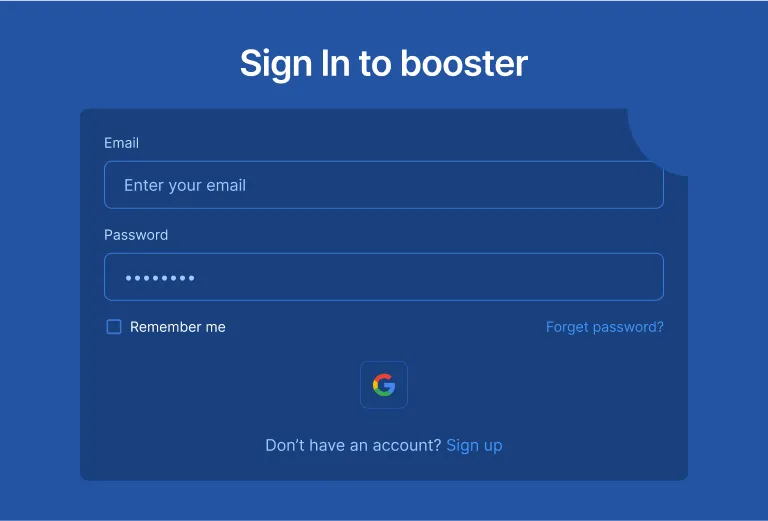 Sign In to booster
Email
Enter your email
Password
••••••••
Remember me
Forget password?
Don’t have an account? Sign up